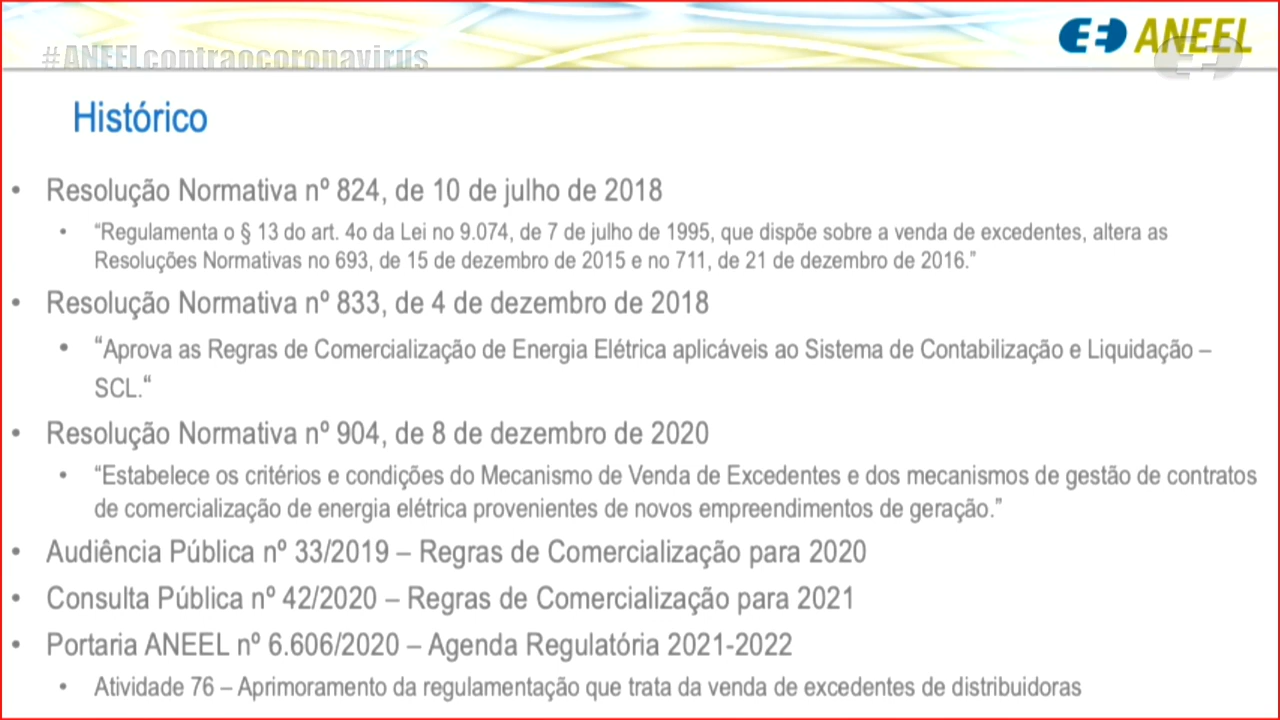 #ANEELcontraocoronavirus
ANEEL
Histórico
• Resolução Normativa nº 824, de 10 de julho de 2018
• “Regulamenta o § 13 do art. 4o da Lei no 9.074, de 7 de julho de 1995, que dispõe sobre a venda de excedentes, altera as
Resoluções Normativas no 693, de 15 de dezembro de 2015 e no 711, de 21 de dezembro de 2016.”
• Resolução Normativa nº 833, de 4 de dezembro de 2018
• “Aprova as Regras de Comercialização de Energia Elétrica aplicáveis ao Sistema de Contabilização e Liquidação –
SCL.“
• Resolução Normativa nº 904, de 8 de dezembro de 2020
• “Estabelece os critérios e condições do Mecanismo de Venda de Excedentes e dos mecanismos de gestão de contratos
de comercialização de energia elétrica provenientes de novos empreendimentos de geração.”
• Audiência Pública nº 33/2019 – Regras de Comercialização para 2020
• Consulta Pública nº 42/2020 – Regras de Comercialização para 2021
• Portaria ANEEL nº 6.606/2020 – Agenda Regulatória 2021-2022
• Atividade 76 – Aprimoramento da regulamentação que trata da venda de excedentes de distribuidoras